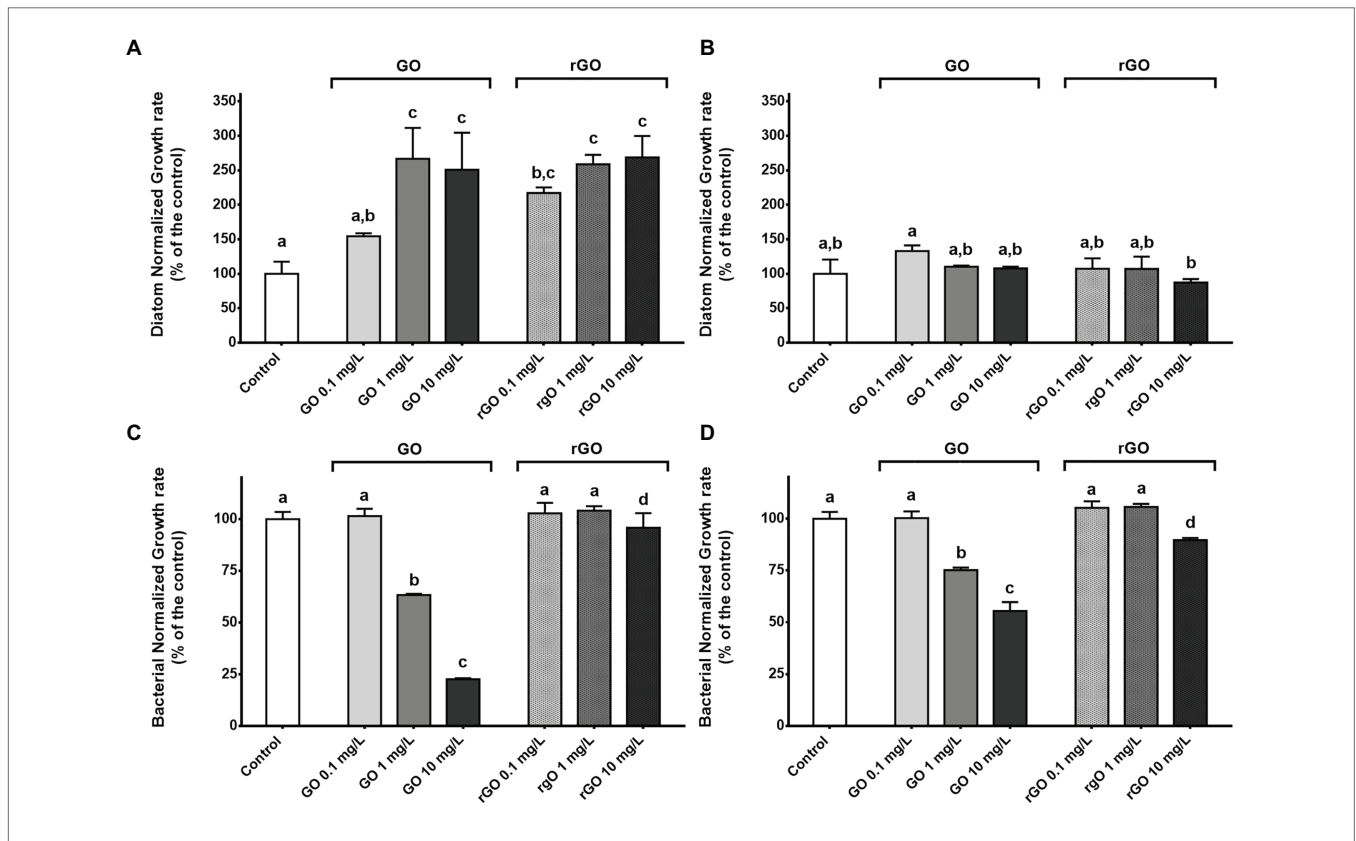 A
GO
rGO
Diatom Normalized Growth rate
(% of the control)
350
300
250
200
150
100
50
0
a
a,b
c
c
b,c
c
c
Control
GO 0.1 mg/L
GO 1 mg/L
GO 10 mg/L
rGO 0.1 mg/L
rgO 1 mg/L
rGO 10 mg/L
B
GO
rGO
Diatom Normalized Growth rate
(% of the control)
350
300
250
200
150
100
50
0
a,b
a
a,b
a,b
a,b
a,b
b
Control
GO 0.1 mg/L
GO 1 mg/L
GO 10 mg/L
rGO 0.1 mg/L
rgO 1 mg/L
rGO 10 mg/L
C
GO
rGO
Bacterial Normalized Growth rate
(% of the control)
100
75
50
25
0
a
a
b
c
a
a
d
Control
GO 0.1 mg/L
GO 1 mg/L
GO 10 mg/L
rGO 0.1 mg/L
rgO 1 mg/L
rGO 10 mg/L
D
GO
rGO
Bacterial Normalized Growth rate
(% of the control)
100
75
50
25
0
a
a
b
c
a
a
d
Control
GO 0.1 mg/L
GO 1 mg/L
GO 10 mg/L
rGO 0.1 mg/L
rgO 1 mg/L
rGO 10 mg/L